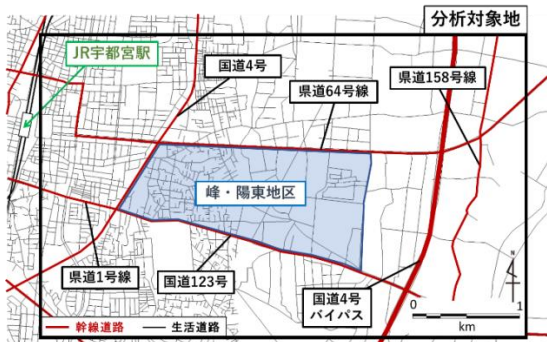 分析対象地
JR宇都宮駅
国道4号
県道64号線
県道158号線
峰・陽東地区
県道1号線
国道123号
国道4号
バイパス
N
0 1
km
幹線道路 生活道路